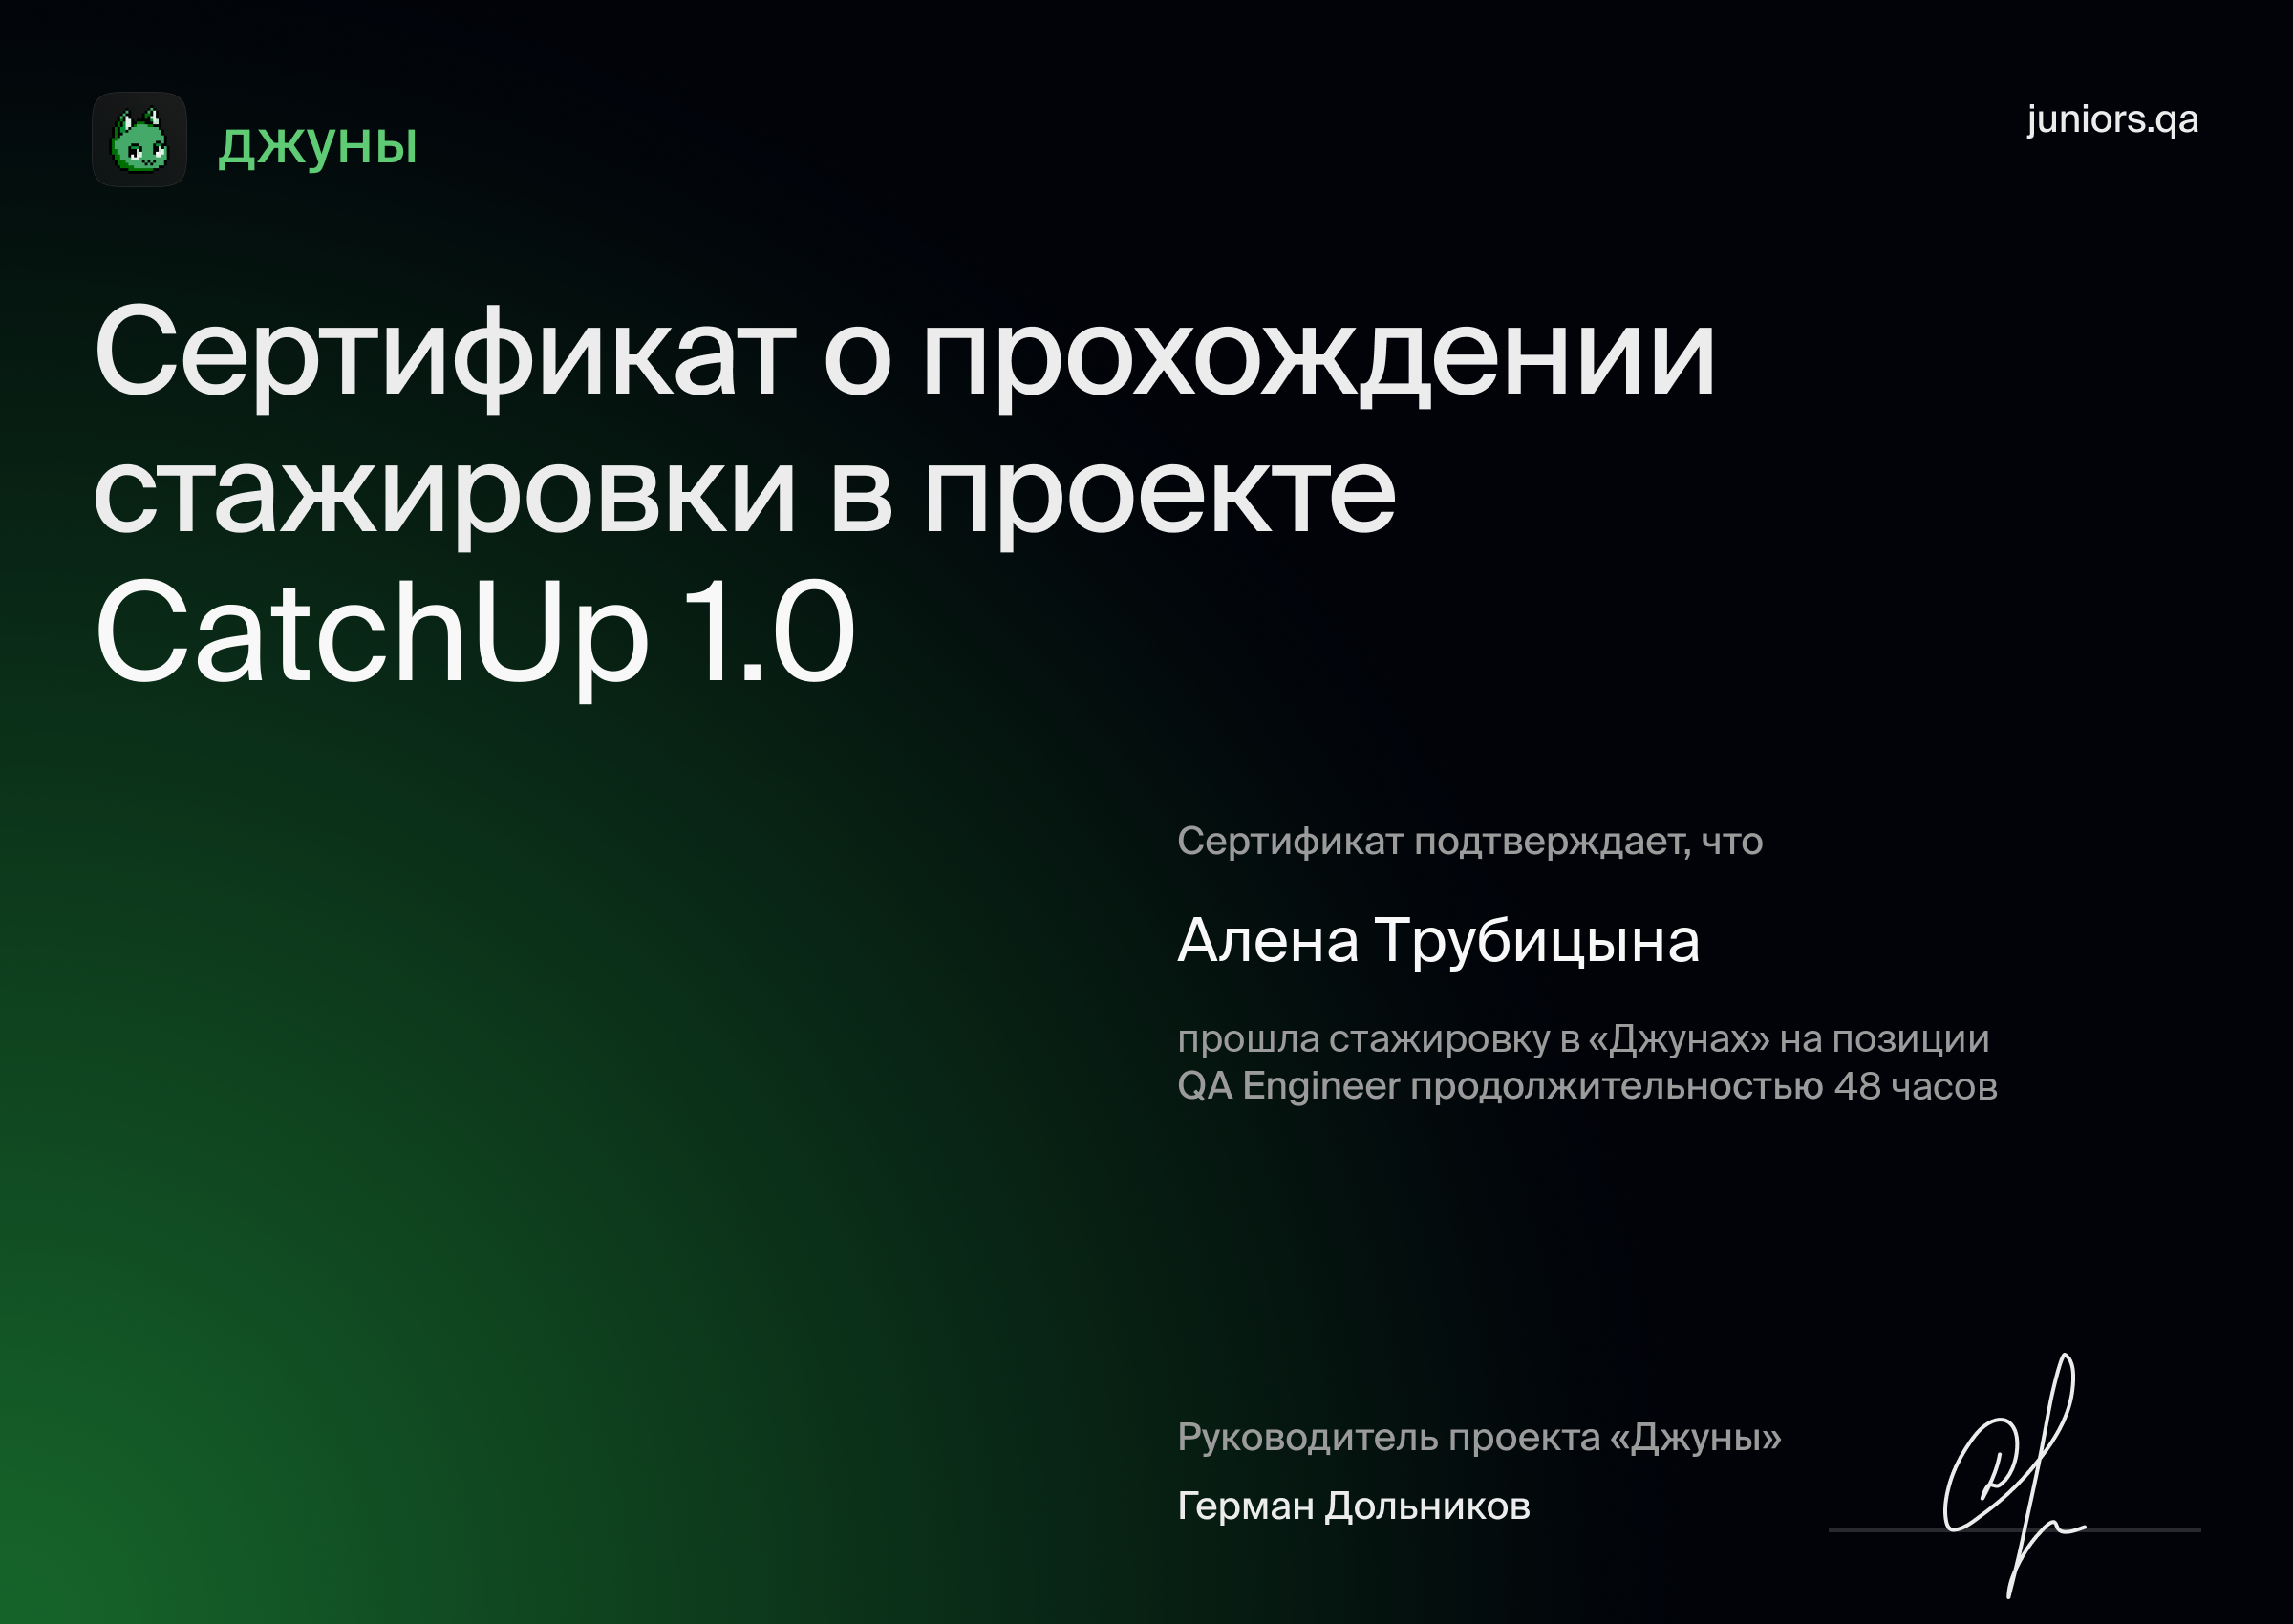 джуны
juniors.qa
Сертификат о прохождении
стажировки в проекте
CatchUp 1.0
Сертификат подтверждает, что
Алена Трубицына
прошла стажировку в «Джунах» на позиции
QA Engineer продолжительностью 48 часов
Руководитель проекта «Джуны»
Герман Дольников